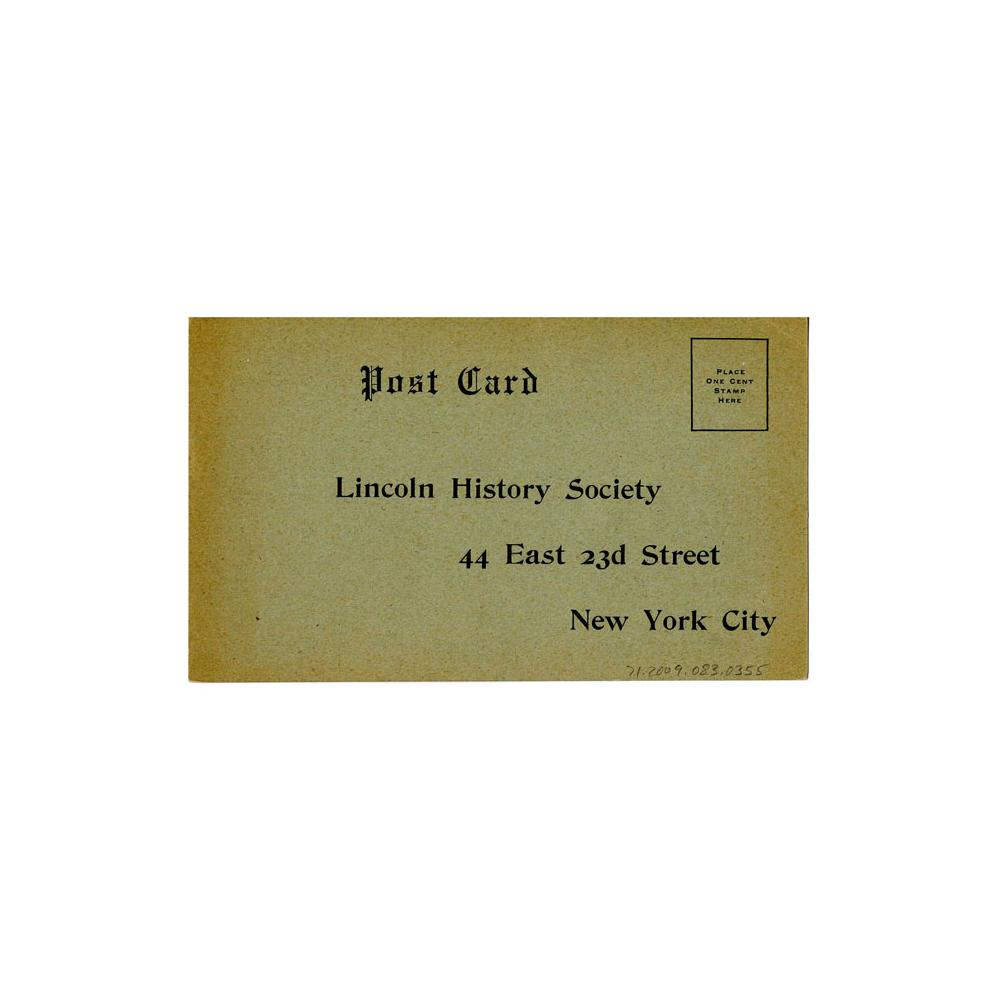 Post Card
PLACE
ONE CENT
STAMP
HERE
Lincoln History Society
44 East 23d Street
New York City
71.2009.083.0355